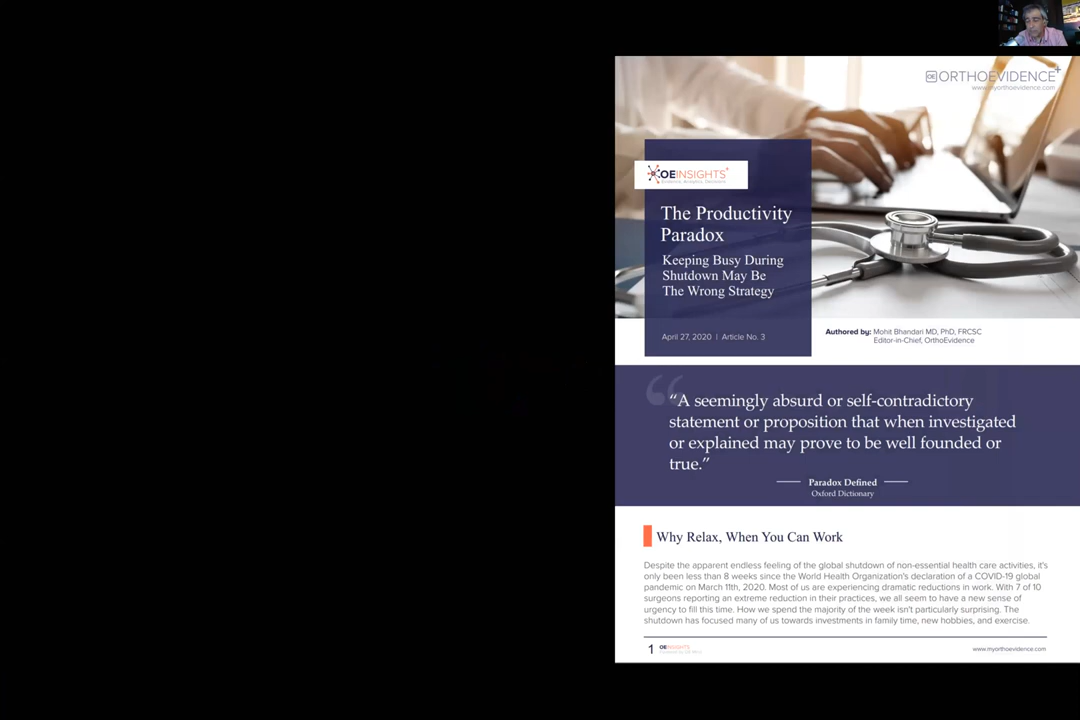 OE ORTHOEVIDENCE+
www.myorthoevidence.com
OEINSIGHTS+
The Productivity
Paradox
Keeping Busy During
Shutdown May Be
The Wrong Strategy
April 27, 2020 | Article No. 3
Authored by: Mohit Bhandari MD, PhD, FRCSC
Editor-in-Chief, OrthoEvidence
“A seemingly absurd or self-contradictory
statement or proposition that when investigated
or explained may prove to be well founded or
true.”
Paradox Defined
Oxford Dictionary
Why Relax, When You Can Work
Despite the apparent endless feeling of the global shutdown of non-essential health care activities, it's
only been less than 8 weeks since the World Health Organization's declaration of a COVID-19 global
pandemic on March 11th, 2020. Most of us are experiencing dramatic reductions in work. With 7 of 10
surgeons reporting an extreme reduction in their practices, we all seem to have a new sense of
urgency to fill this time. How we spend the majority of the week isn't particularly surprising. The
shutdown has focused many of us towards investments in family time, new hobbies, and exercise.
1 OEINSIGHTS
www.myorthoevidence.com